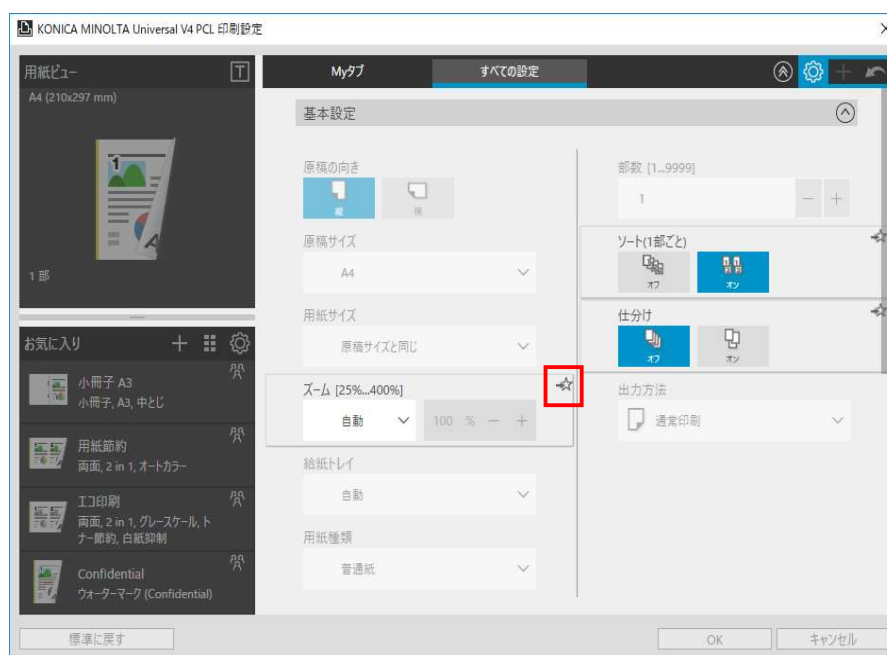 KONICA MINOLTA Universal V4 PCL 印刷設定
用紙ビュー
A4 (210x297 mm)
1 部
お気に入り
小冊子 A3
小冊子, A3, 中とじ
用紙節約
両面, 2 in 1, オートカラー
エコ印刷
両面, 2 in 1, グレースケール, ト
ナー節約, 白紙抑制
Confidential
ウォーターマーク (Confidential)
Myタブ
すべての設定
基本設定
原稿の向き
縦
横
原稿サイズ
A4
用紙サイズ
原稿サイズと同じ
ズーム [25%...400%]
自動
100 %
給紙トレイ
自動
用紙種類
普通紙
部数 [1...9999]
1
ソート(1部ごと)
オフ
オン
仕分け
オフ
オン
出力方法
通常印刷
標準に戻す
OK
キャンセル